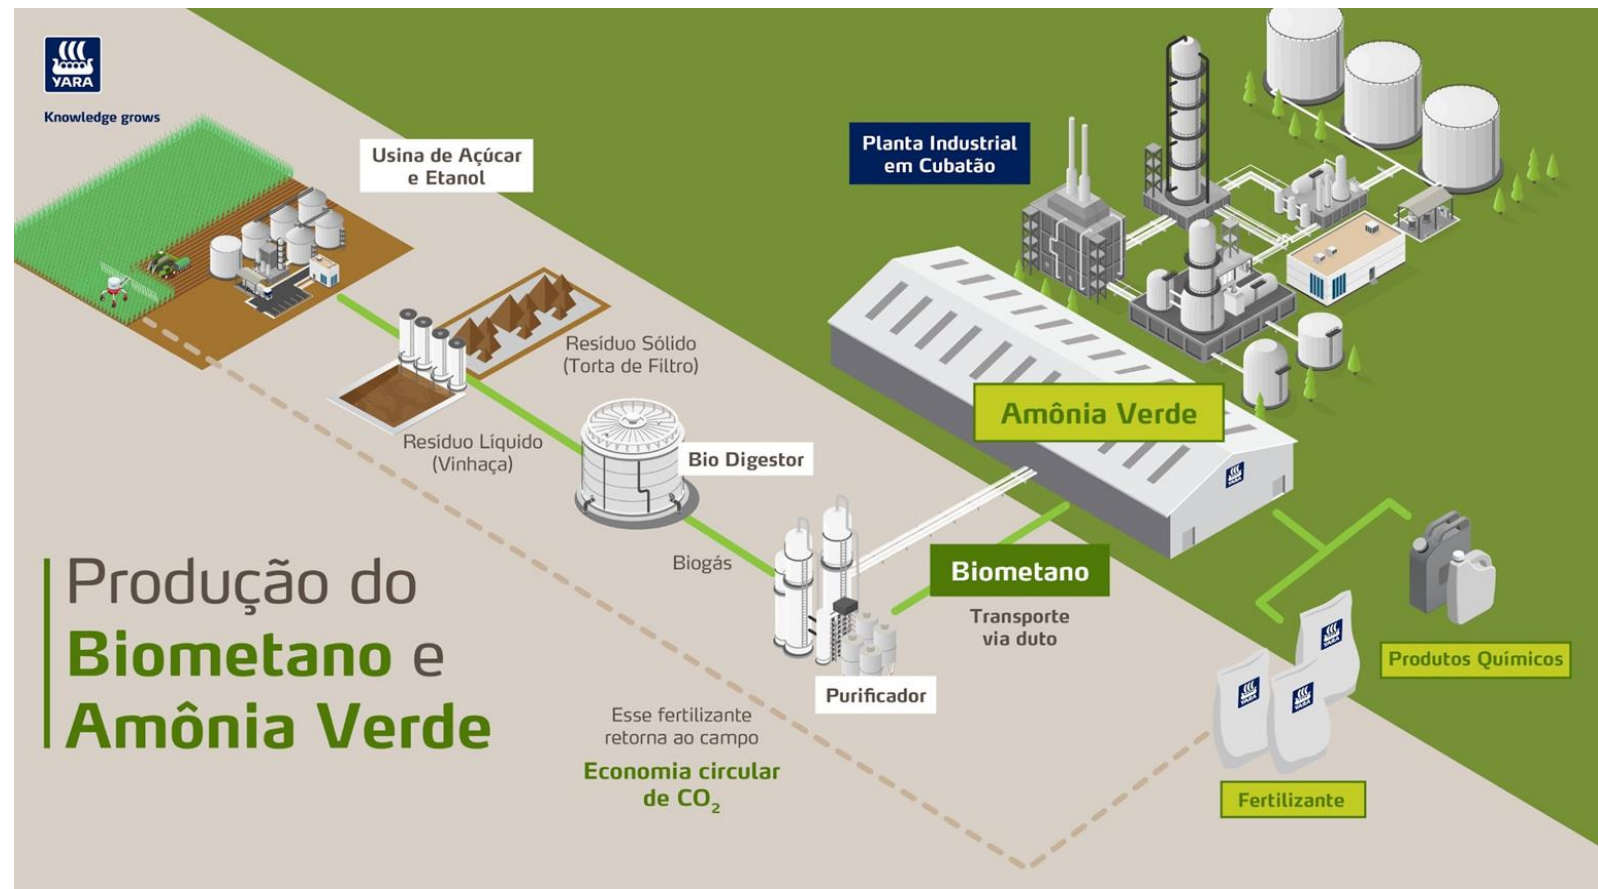 YARA
Knowledge grows
Usina de Açúcar
e Etanol
Planta Industrial
em Cubatão
Resíduo Sólido
(Torta de Filtro)
Resíduo Líquido
(Vinhaça)
Amônia Verde
Bio Digestor
Biogás
Biometano
Transporte
via duto
Purificador
Produção do
Biometano e
Amônia Verde
Esse fertilizante
retorna ao campo
Economia circular
de CO₂
Produtos Químicos
Fertilizante